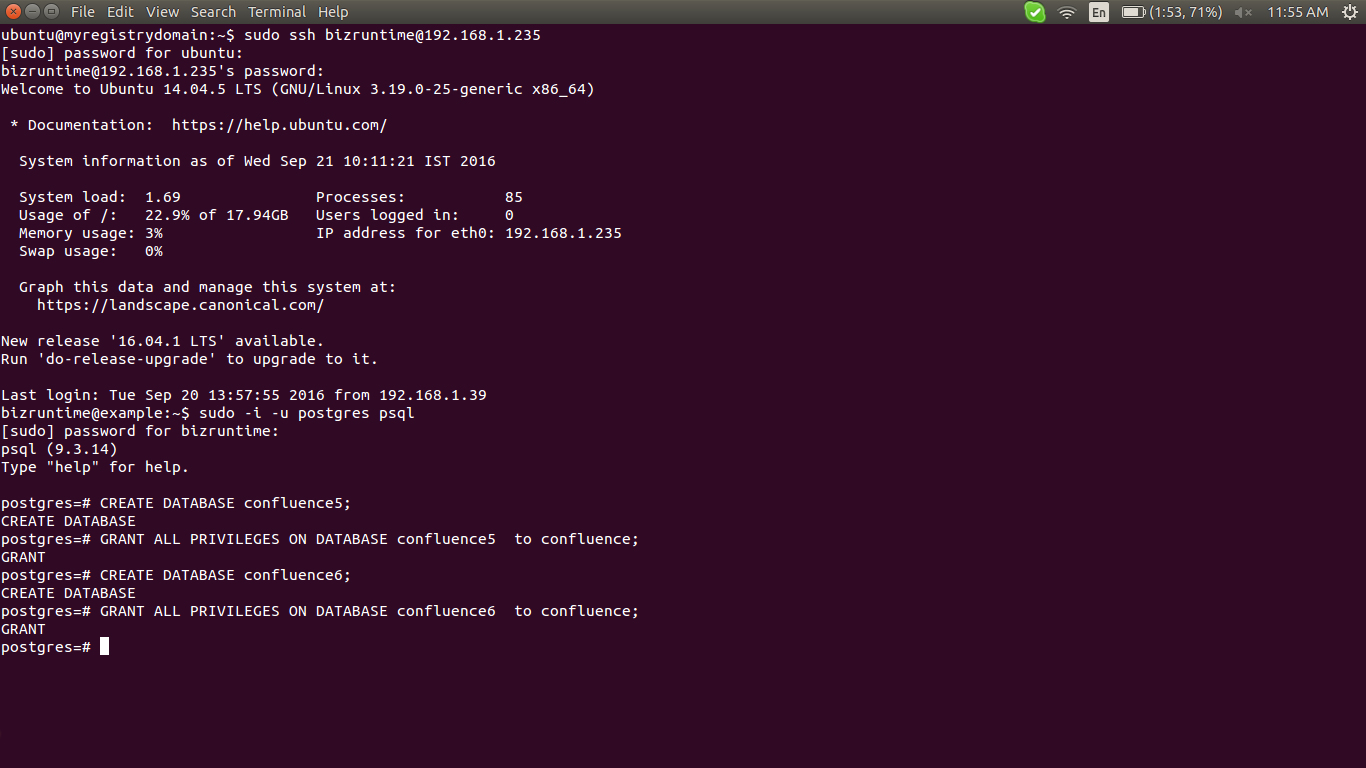 File Edit View Search Terminal Help En (1:53, 71%) 11:55 AM
ubuntu@myregistrydomain:~$ sudo ssh bizruntime@192.168.1.235
[sudo] password for ubuntu:
bizruntime@192.168.1.235's password:
Welcome to Ubuntu 14.04.5 LTS (GNU/Linux 3.19.0-25-generic x86_64)
* Documentation:  https://help.ubuntu.com/
System information as of Wed Sep 21 10:11:21 IST 2016
System load:  1.69               Processes:           85
Usage of /:   22.9% of 17.94GB   Users logged in:     0
Memory usage: 3%                 IP address for eth0: 192.168.1.235
Swap usage:   0%
Graph this data and manage this system at:
https://landscape.canonical.com/
New release '16.04.1 LTS' available.
Run 'do-release-upgrade' to upgrade to it.
Last login: Tue Sep 20 13:57:55 2016 from 192.168.1.39
bizruntime@example:~$ sudo -i -u postgres psql
[sudo] password for bizruntime:
psql (9.3.14)
Type "help" for help.
postgres=# CREATE DATABASE confluence5;
CREATE DATABASE
postgres=# GRANT ALL PRIVILEGES ON DATABASE confluence5  to confluence;
GRANT
postgres=# CREATE DATABASE confluence6;
CREATE DATABASE
postgres=# GRANT ALL PRIVILEGES ON DATABASE confluence6  to confluence;
GRANT
postgres=#